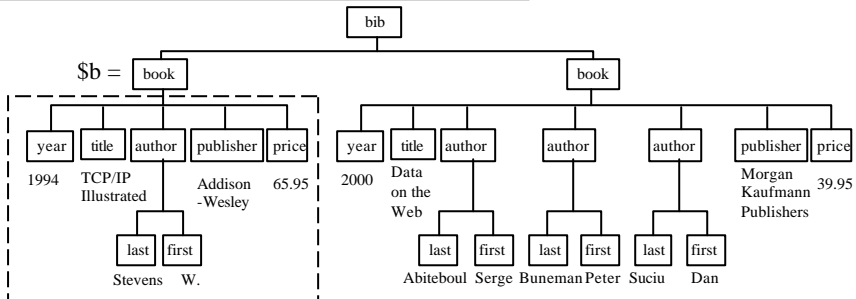 bib
$b =
book
book
year title author publisher price
year title author author author publisher price
1994
TCP/IP
Illustrated
Addison
-Wesley
65.95
2000
Data
on the
Web
Morgan
Kaufmann
Publishers
39.95
last first
last first last first last first
Stevens W.
Abiteboul Serge Buneman Peter Suciu Dan